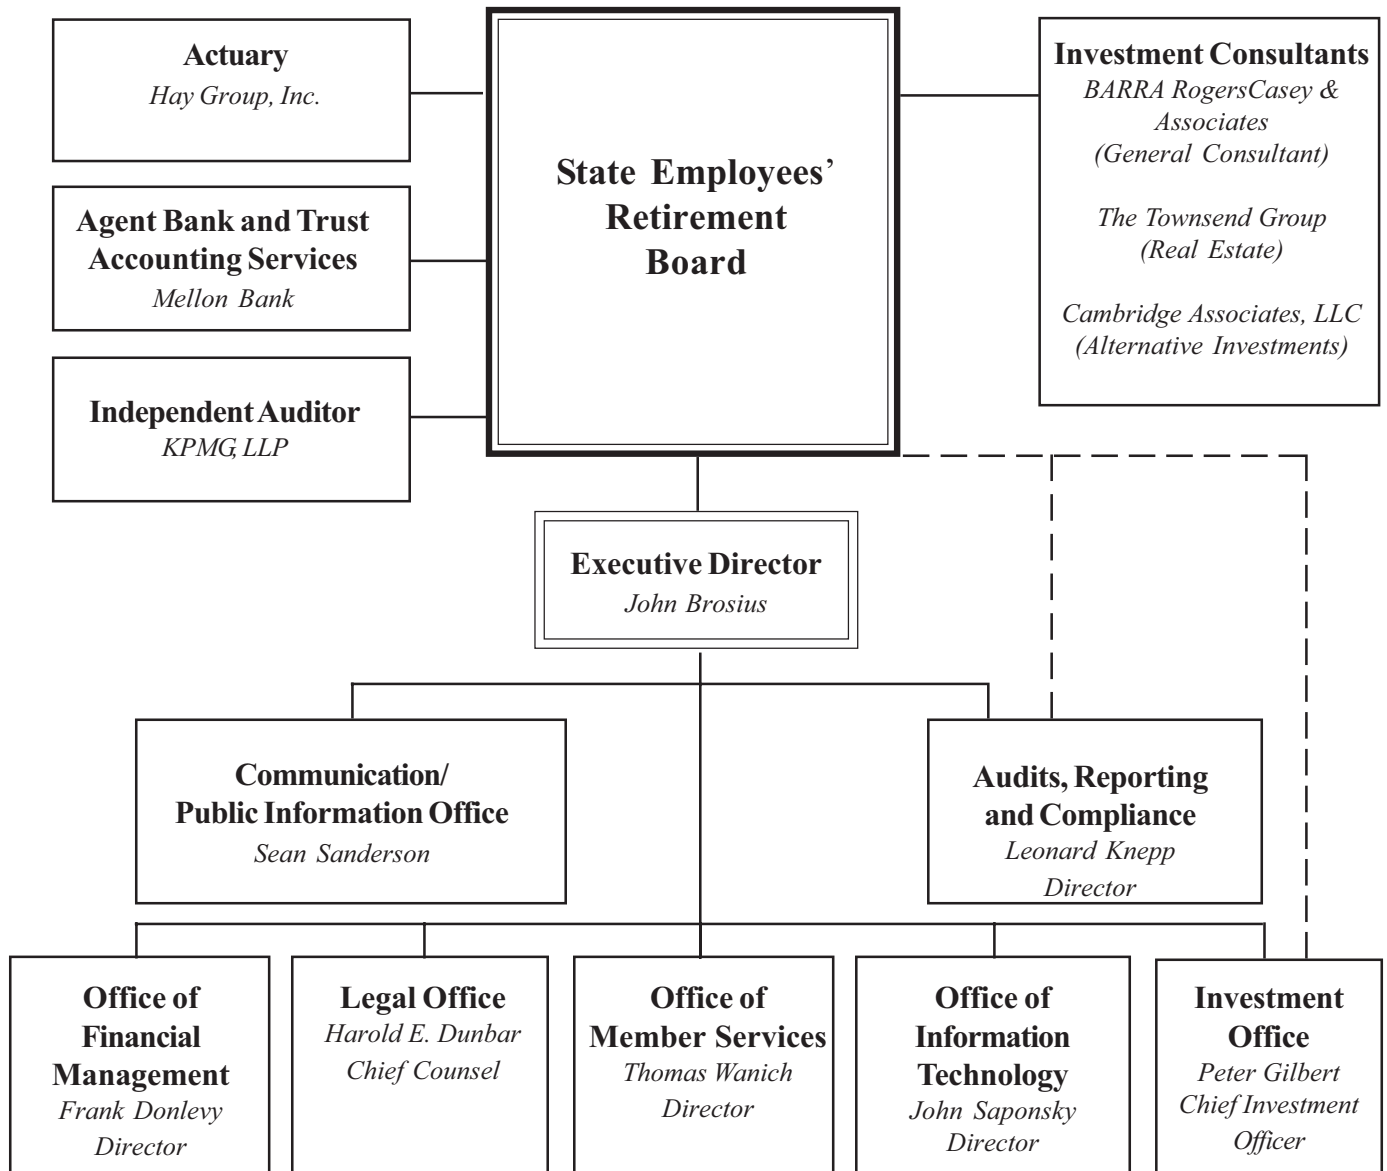 Actuary
Hay Group, Inc.
Agent Bank and Trust
Accounting Services
Mellon Bank
Independent Auditor
KPMG, LLP
State Employees’
Retirement
Board
Investment Consultants
BARRA RogersCasey &
Associates
(General Consultant)
The Townsend Group
(Real Estate)
Cambridge Associates, LLC
(Alternative Investments)
Executive Director
John Brosius
Communication/
Public Information Office
Sean Sanderson
Audits, Reporting
and Compliance
Leonard Knepp
Director
Office of
Financial
Management
Frank Donlevy
Director
Legal Office
Harold E. Dunbar
Chief Counsel
Office of
Member Services
Thomas Wanich
Director
Office of
Information
Technology
John Saponsky
Director
Investment
Office
Peter Gilbert
Chief Investment
Officer